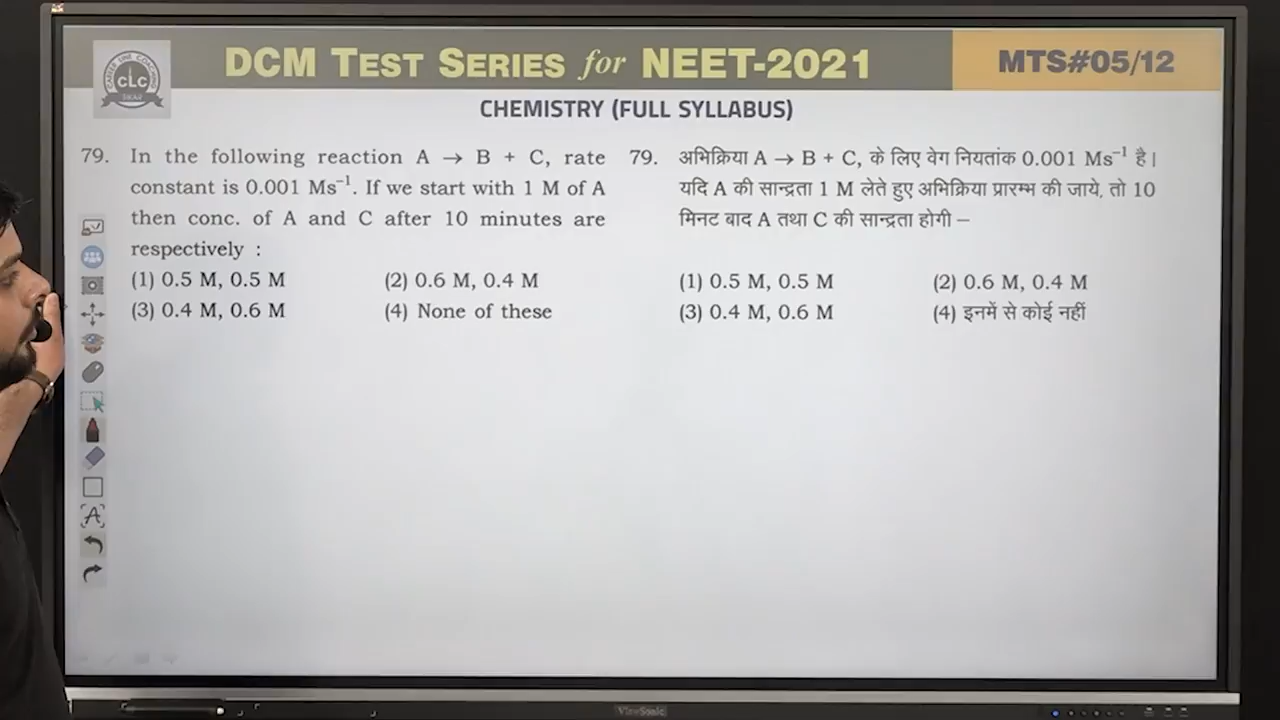 DCM TEST SERIES for NEET-2021
MTS#05/12
CLC
CHEMISTRY (FULL SYLLABUS)
79. In the following reaction A → B + C, rate
constant is 0.001 Ms⁻¹. If we start with 1 M of A
then conc. of A and C after 10 minutes are
respectively :
(1) 0.5 M, 0.5 M (2) 0.6 M, 0.4 M
(3) 0.4 M, 0.6 M (4) None of these
79. अभिक्रिया A → B + C, के लिए वेग नियतांक 0.001 Ms⁻¹ है।
यदि A की सान्द्रता 1 M लेते हुए अभिक्रिया प्रारम्भ की जाये, तो 10
मिनट बाद A तथा C की सान्द्रता होगी –
(1) 0.5 M, 0.5 M (2) 0.6 M, 0.4 M
(3) 0.4 M, 0.6 M (4) इनमें से कोई नहीं
A
ViewSonic